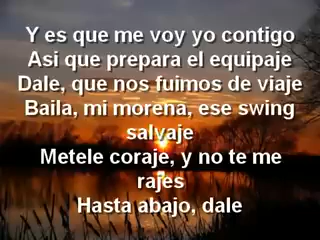 Y es que me voy yo contigo
Asi que prepara el equipaje
Dale, que nos fuimos de viaje
Baila, mi morena, ese swing
salvaje
Metele coraje, y no te me
rajes
Hasta abajo, dale